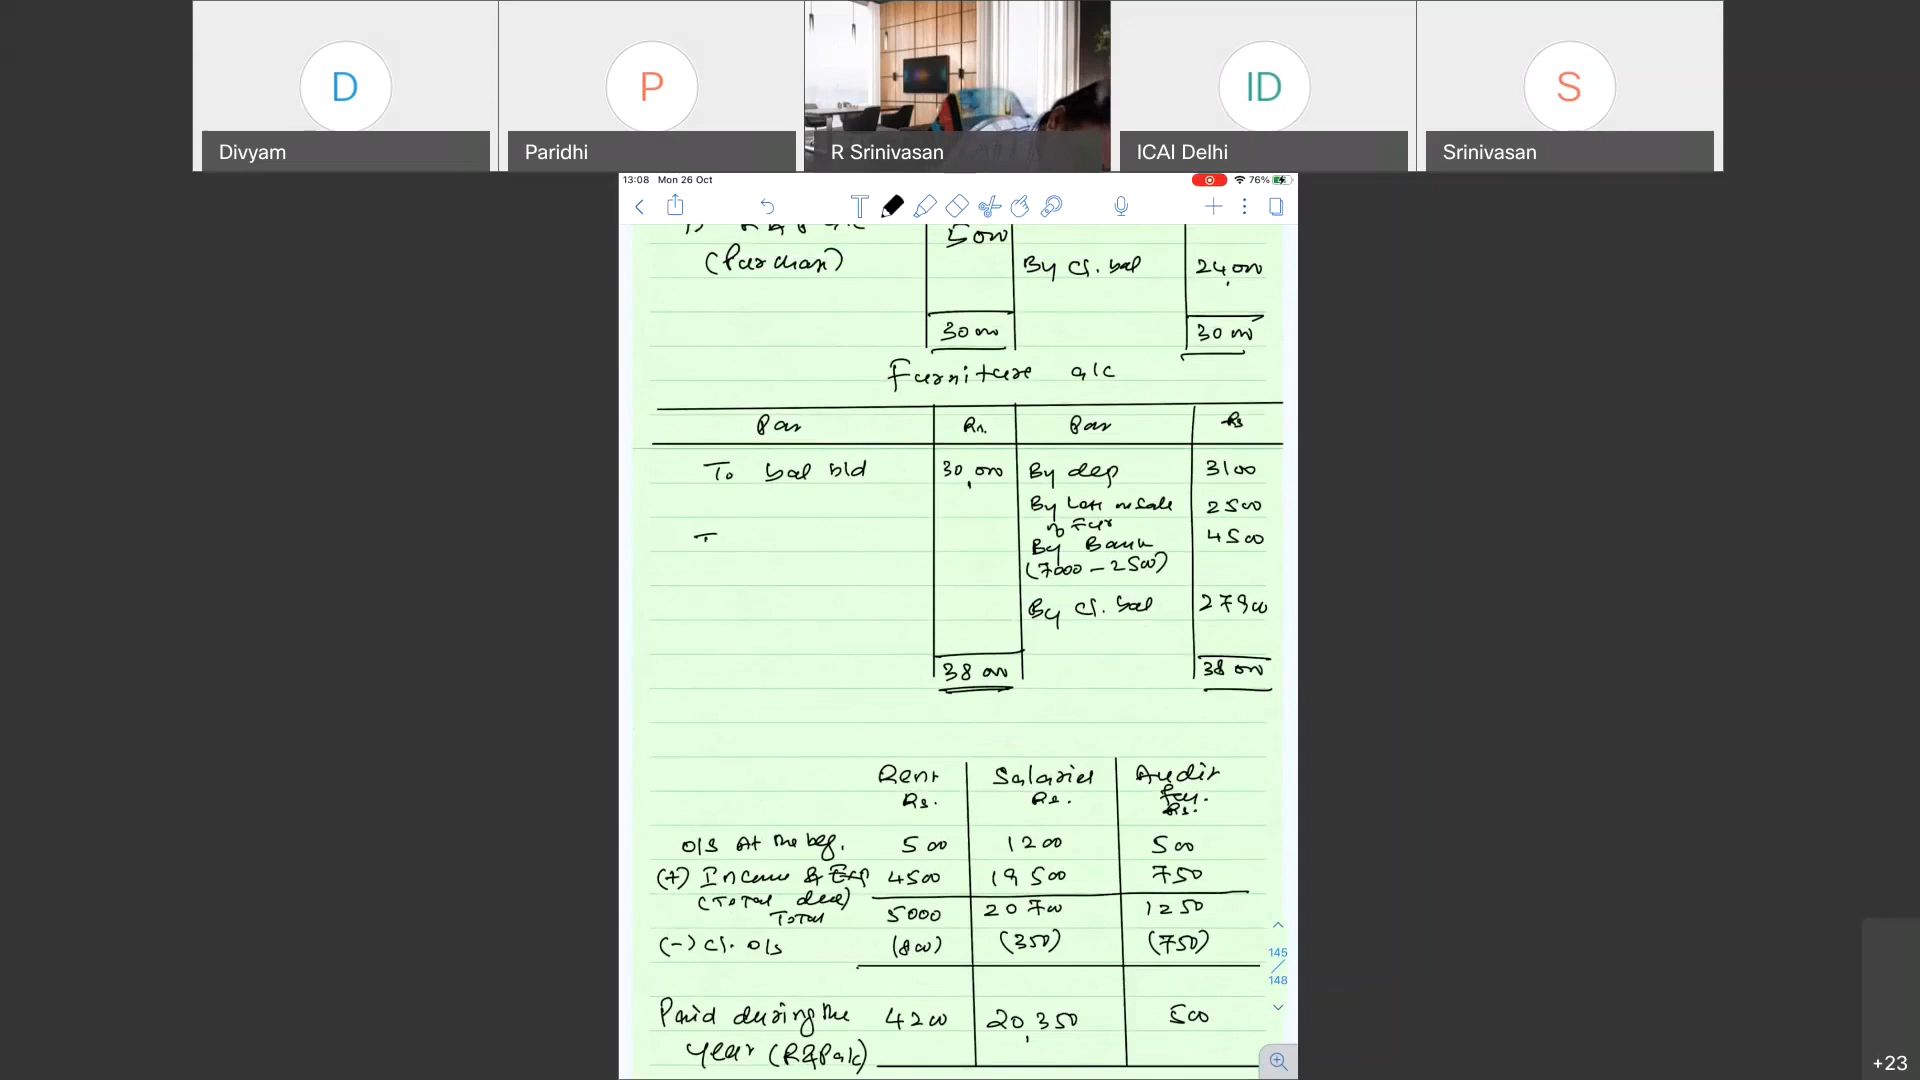 D
P
ID
S
Divyam
Paridhi
R Srinivasan
ICAI Delhi
Srinivasan
13:08 Mon 26 Oct
76%
5000
(Purchase)
By cl. bal 24,000
30000 30000
Furniture a/c
Par Rs. Par Rs
To bal b/d 30,000 By dep 3100
By Loss on Sale 2500
of Fur
T
By Bank 4500
(7000 – 2500)
By cl. bal 27900
38000 38000
Rent Salaries Audit
Rs. Rs. Fee.
Rs.
O/S At the beg. 500 1200 500
(+) Income & Exp 4500 19500 750
(TOTAL due)
TOTAL 5000 20700 1250
(-) cl. o/s (800) (350) (750)
Paid during the 4200 20,350 500
year (R&P a/c)
145
148
+23